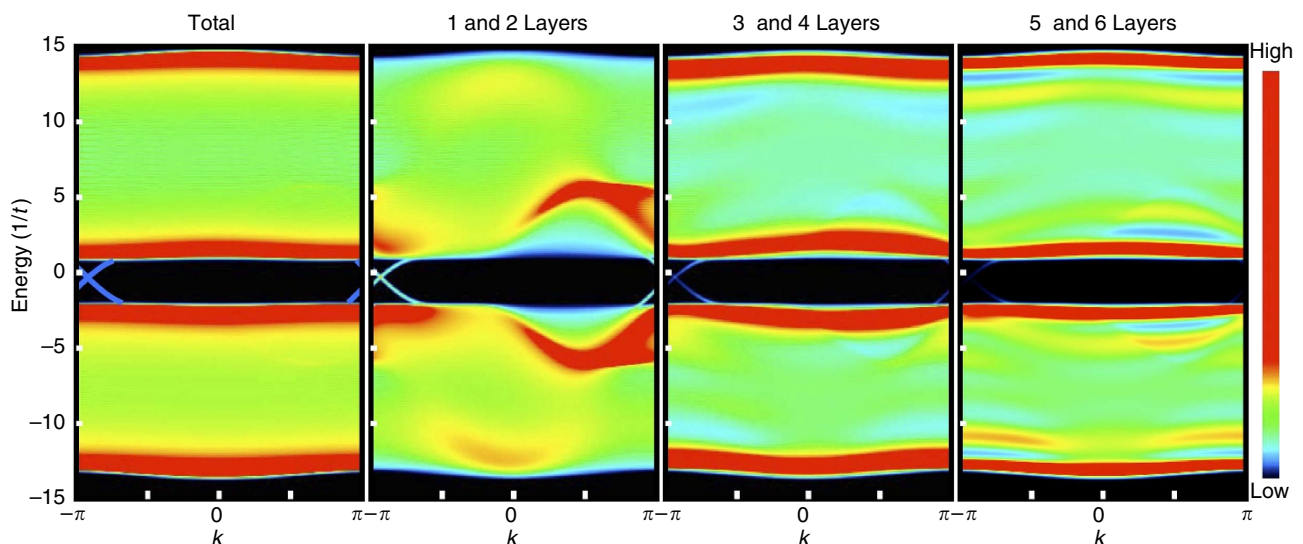 Total
1 and 2 Layers
3 and 4 Layers
5 and 6 Layers
High
Low
Energy (1/t)
15
10
5
0
−5
−10
−15
−π
0
π
−π
0
π
−π
0
π
−π
0
π
k
k
k
k